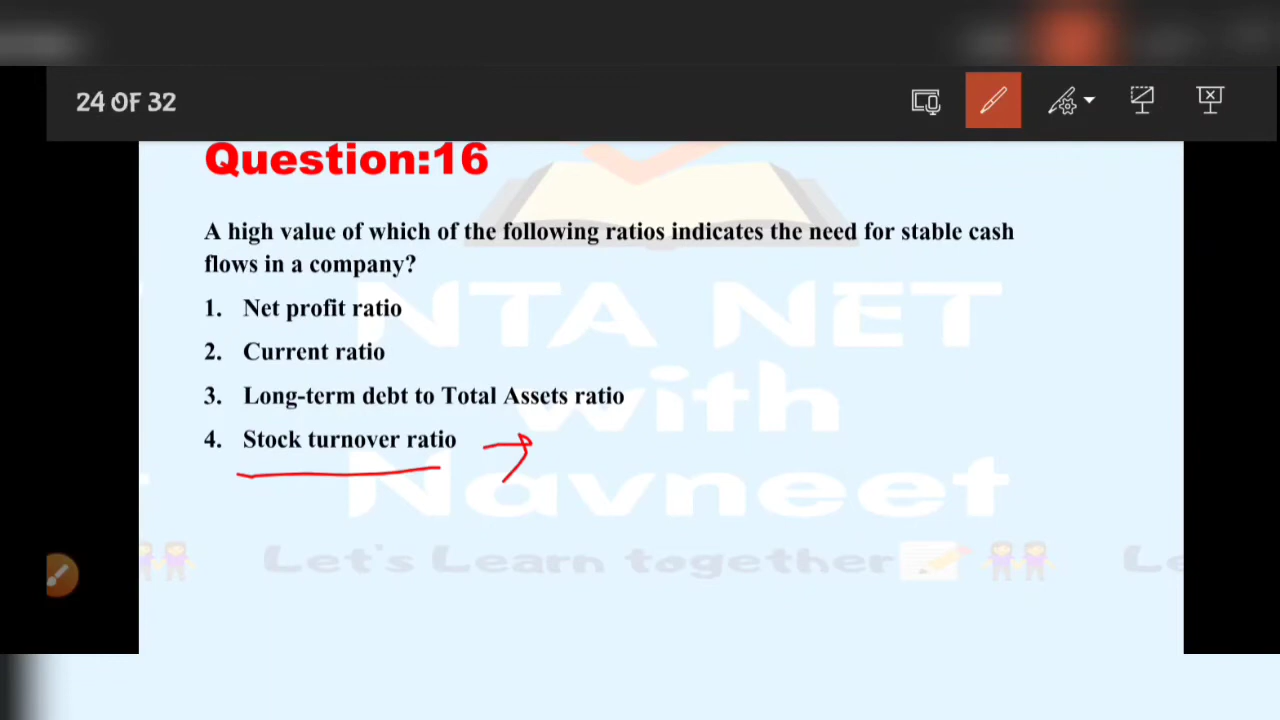 24 OF 32
Question:16
A high value of which of the following ratios indicates the need for stable cash
flows in a company?
1. Net profit ratio
2. Current ratio
3. Long-term debt to Total Assets ratio
4. Stock turnover ratio
NTA NET
with
Navneet
Let's Learn together
Le